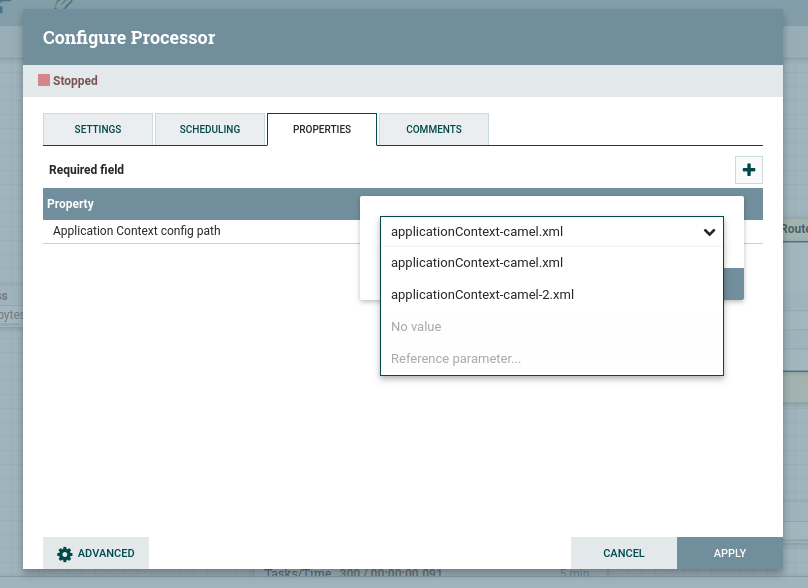 Configure Processor
Stopped
SETTINGS
SCHEDULING
PROPERTIES
COMMENTS
Required field
Property
Application Context config path
applicationContext-camel.xml
applicationContext-camel.xml
applicationContext-camel-2.xml
No value
Reference parameter...
Route
ss
bytes
ADVANCED
CANCEL
APPLY
Tasks/Time 300 / 00:00:00.091
5 min